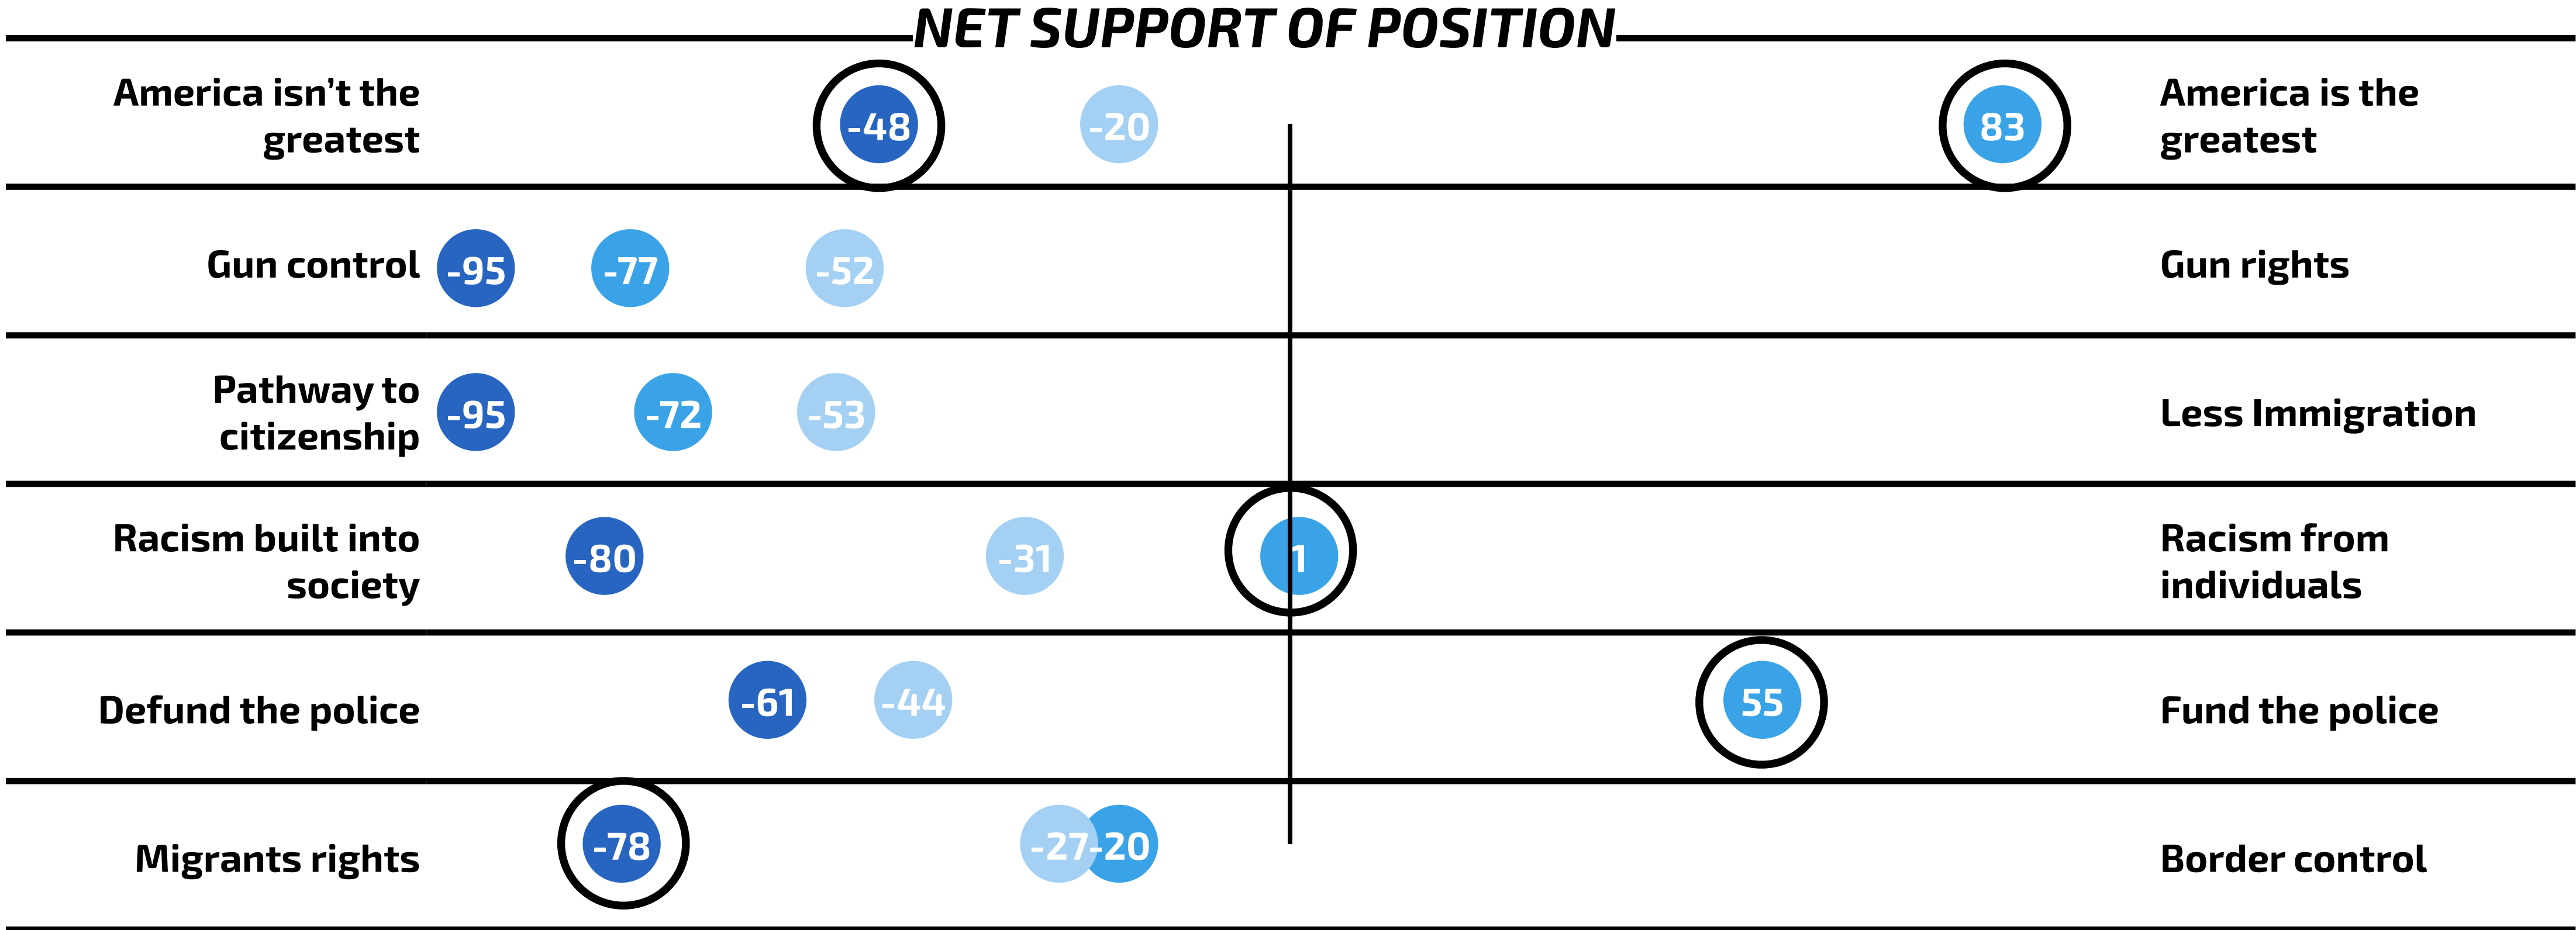 NET SUPPORT OF POSITION
America isn't the
greatest
-48
-20
83
America is the
greatest
Gun control
-95
-77
-52
Gun rights
Pathway to
citizenship
-95
-72
-53
Less Immigration
Racism built into
society
-80
-31
1
Racism from
individuals
Defund the police
-61
-44
55
Fund the police
Migrants rights
-78
-27
-20
Border control